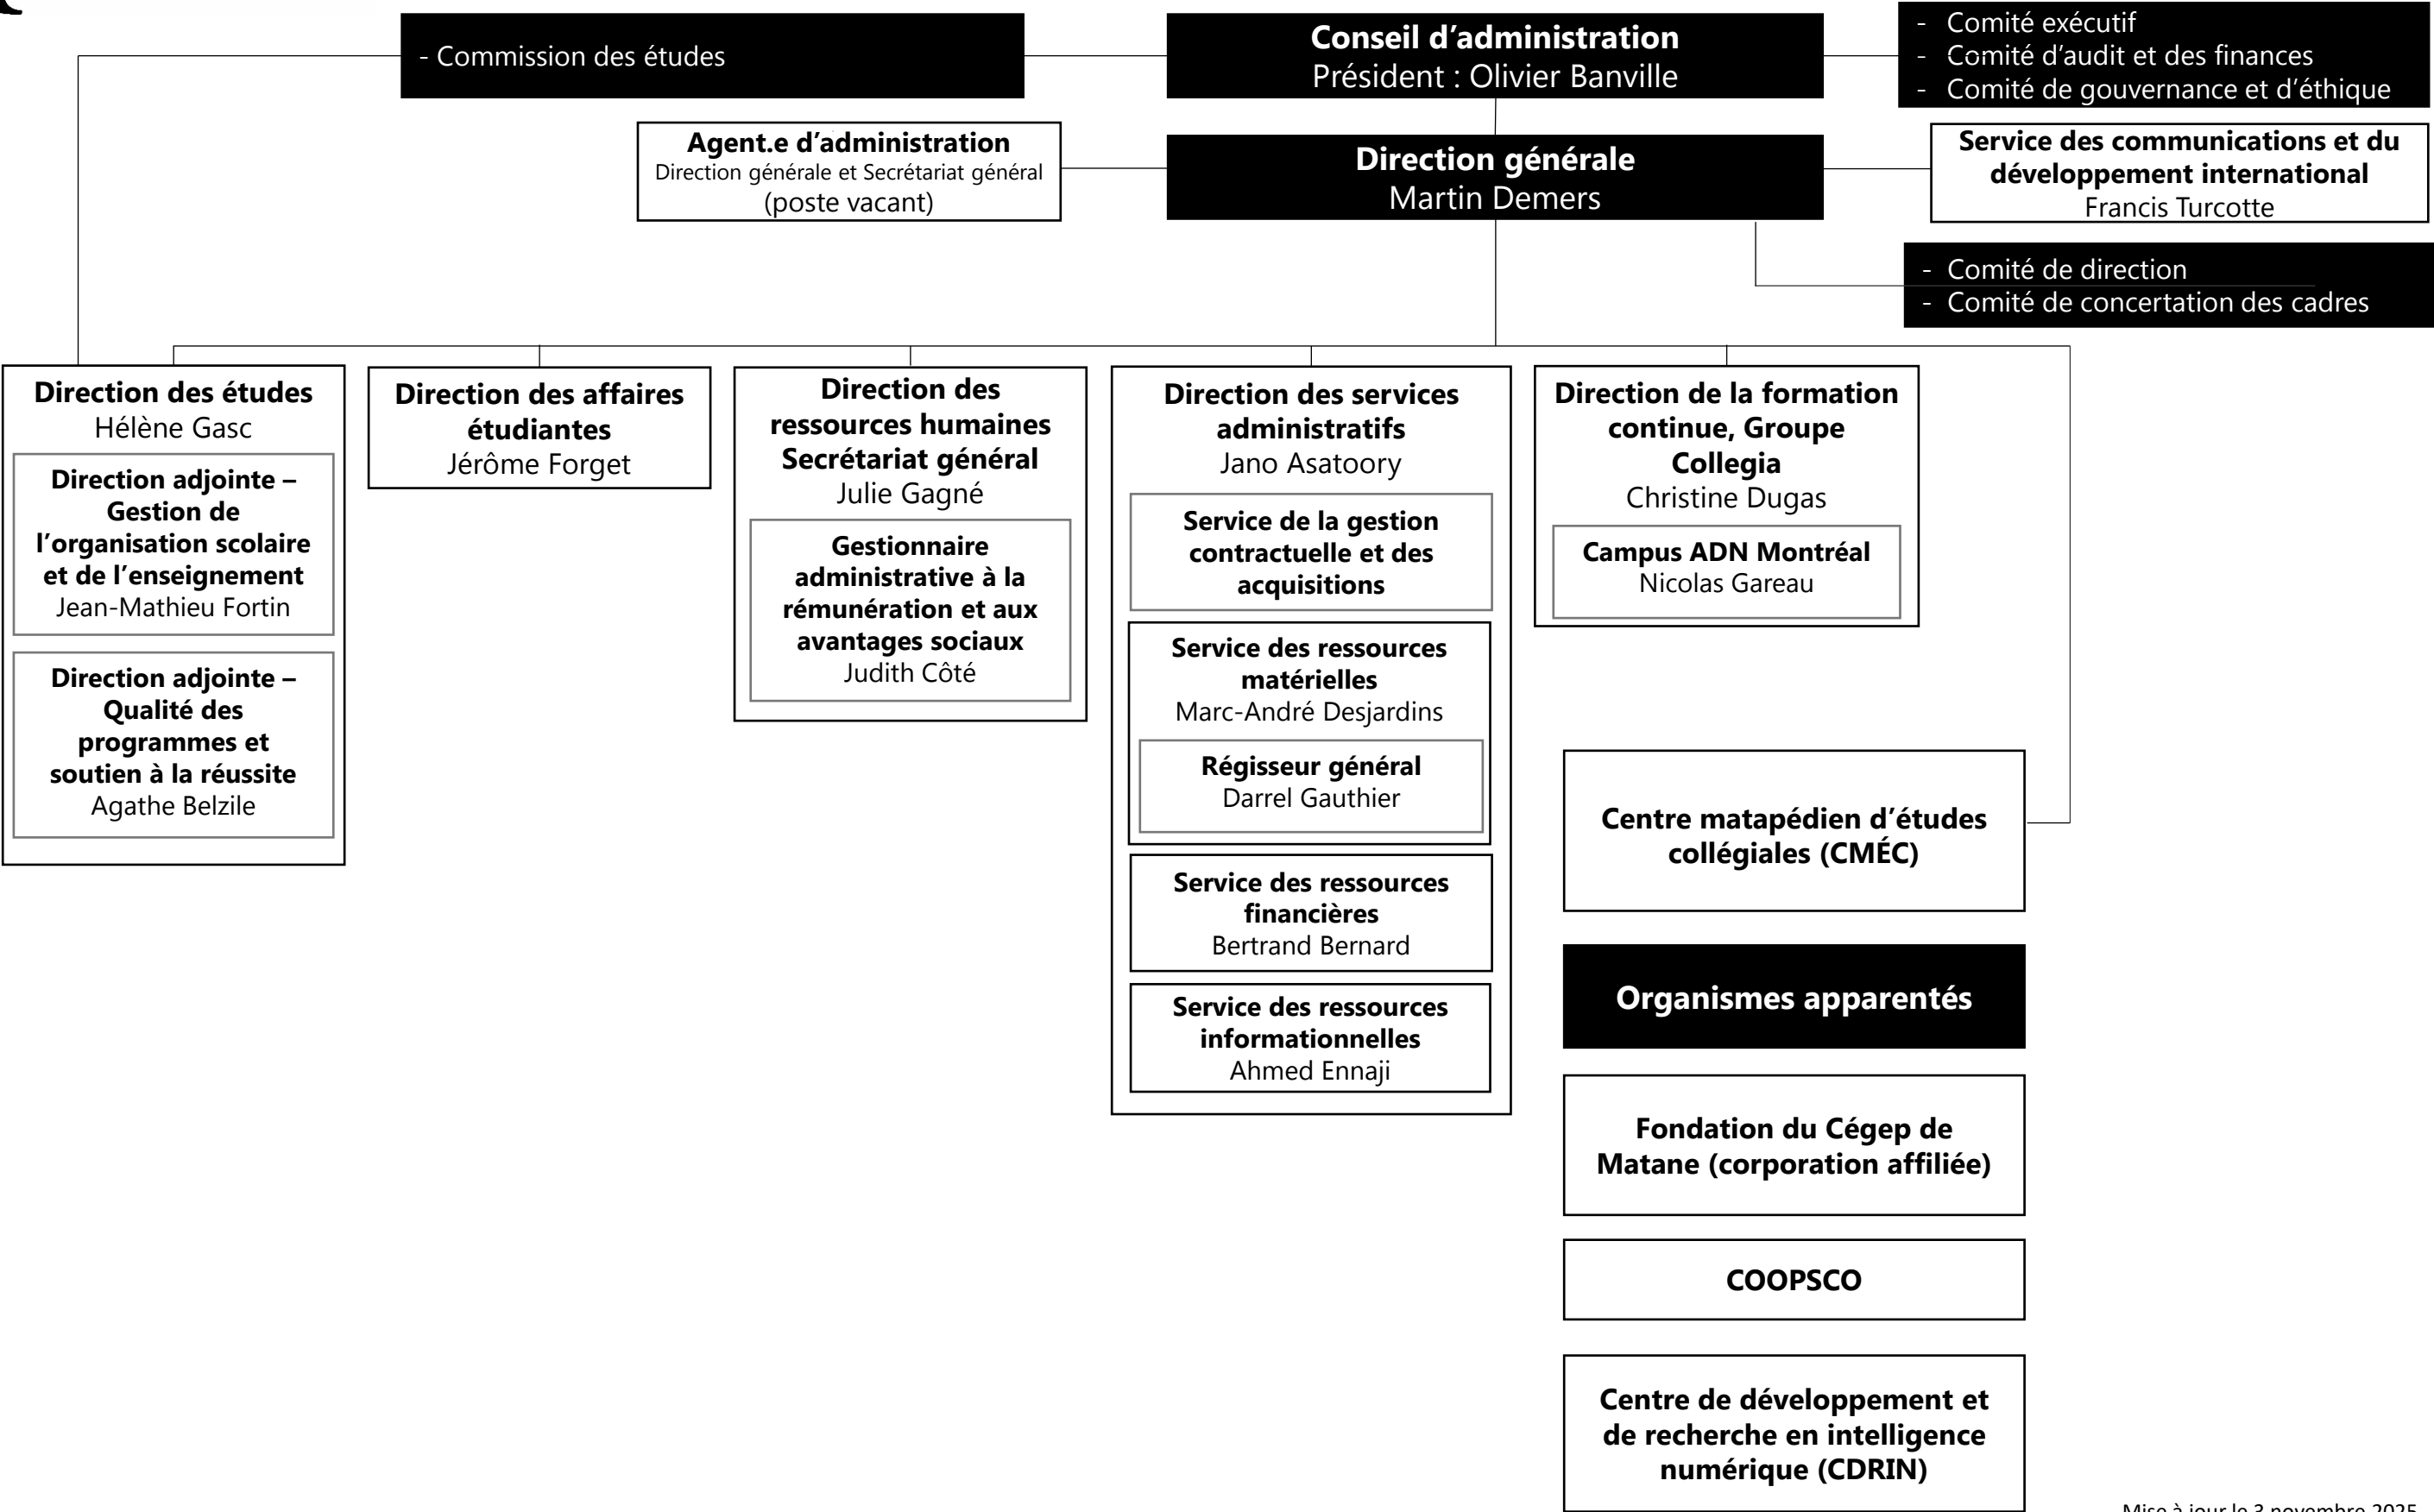 - Commission des études
Conseil d’administration
Président : Olivier Banville
- Comité exécutif
- Comité d’audit et des finances
- Comité de gouvernance et d’éthique
Agent.e d’administration
Direction générale et Secrétariat général
(poste vacant)
Direction générale
Martin Demers
Service des communications et du
développement international
Francis Turcotte
- Comité de direction
- Comité de concertation des cadres
Direction des études
Hélène Gasc
Direction adjointe –
Gestion de
l’organisation scolaire
et de l’enseignement
Jean-Mathieu Fortin
Direction adjointe –
Qualité des
programmes et
soutien à la réussite
Agathe Belzile
Direction des affaires
étudiantes
Jérôme Forget
Direction des
ressources humaines
Secrétariat général
Julie Gagné
Gestionnaire
administrative à la
rémunération et aux
avantages sociaux
Judith Côté
Direction des services
administratifs
Jano Asatoory
Service de la gestion
contractuelle et des
acquisitions
Service des ressources
matérielles
Marc-André Desjardins
Régisseur général
Darrel Gauthier
Service des ressources
financières
Bertrand Bernard
Service des ressources
informationnelles
Ahmed Ennaji
Direction de la formation
continue, Groupe
Collegia
Christine Dugas
Campus ADN Montréal
Nicolas Gareau
Centre matapédien d’études
collégiales (CMÉC)
Organismes apparentés
Fondation du Cégep de
Matane (corporation affiliée)
COOPSCO
Centre de développement et
de recherche en intelligence
numérique (CDRIN)
Mise à jour le 3 novembre 2025